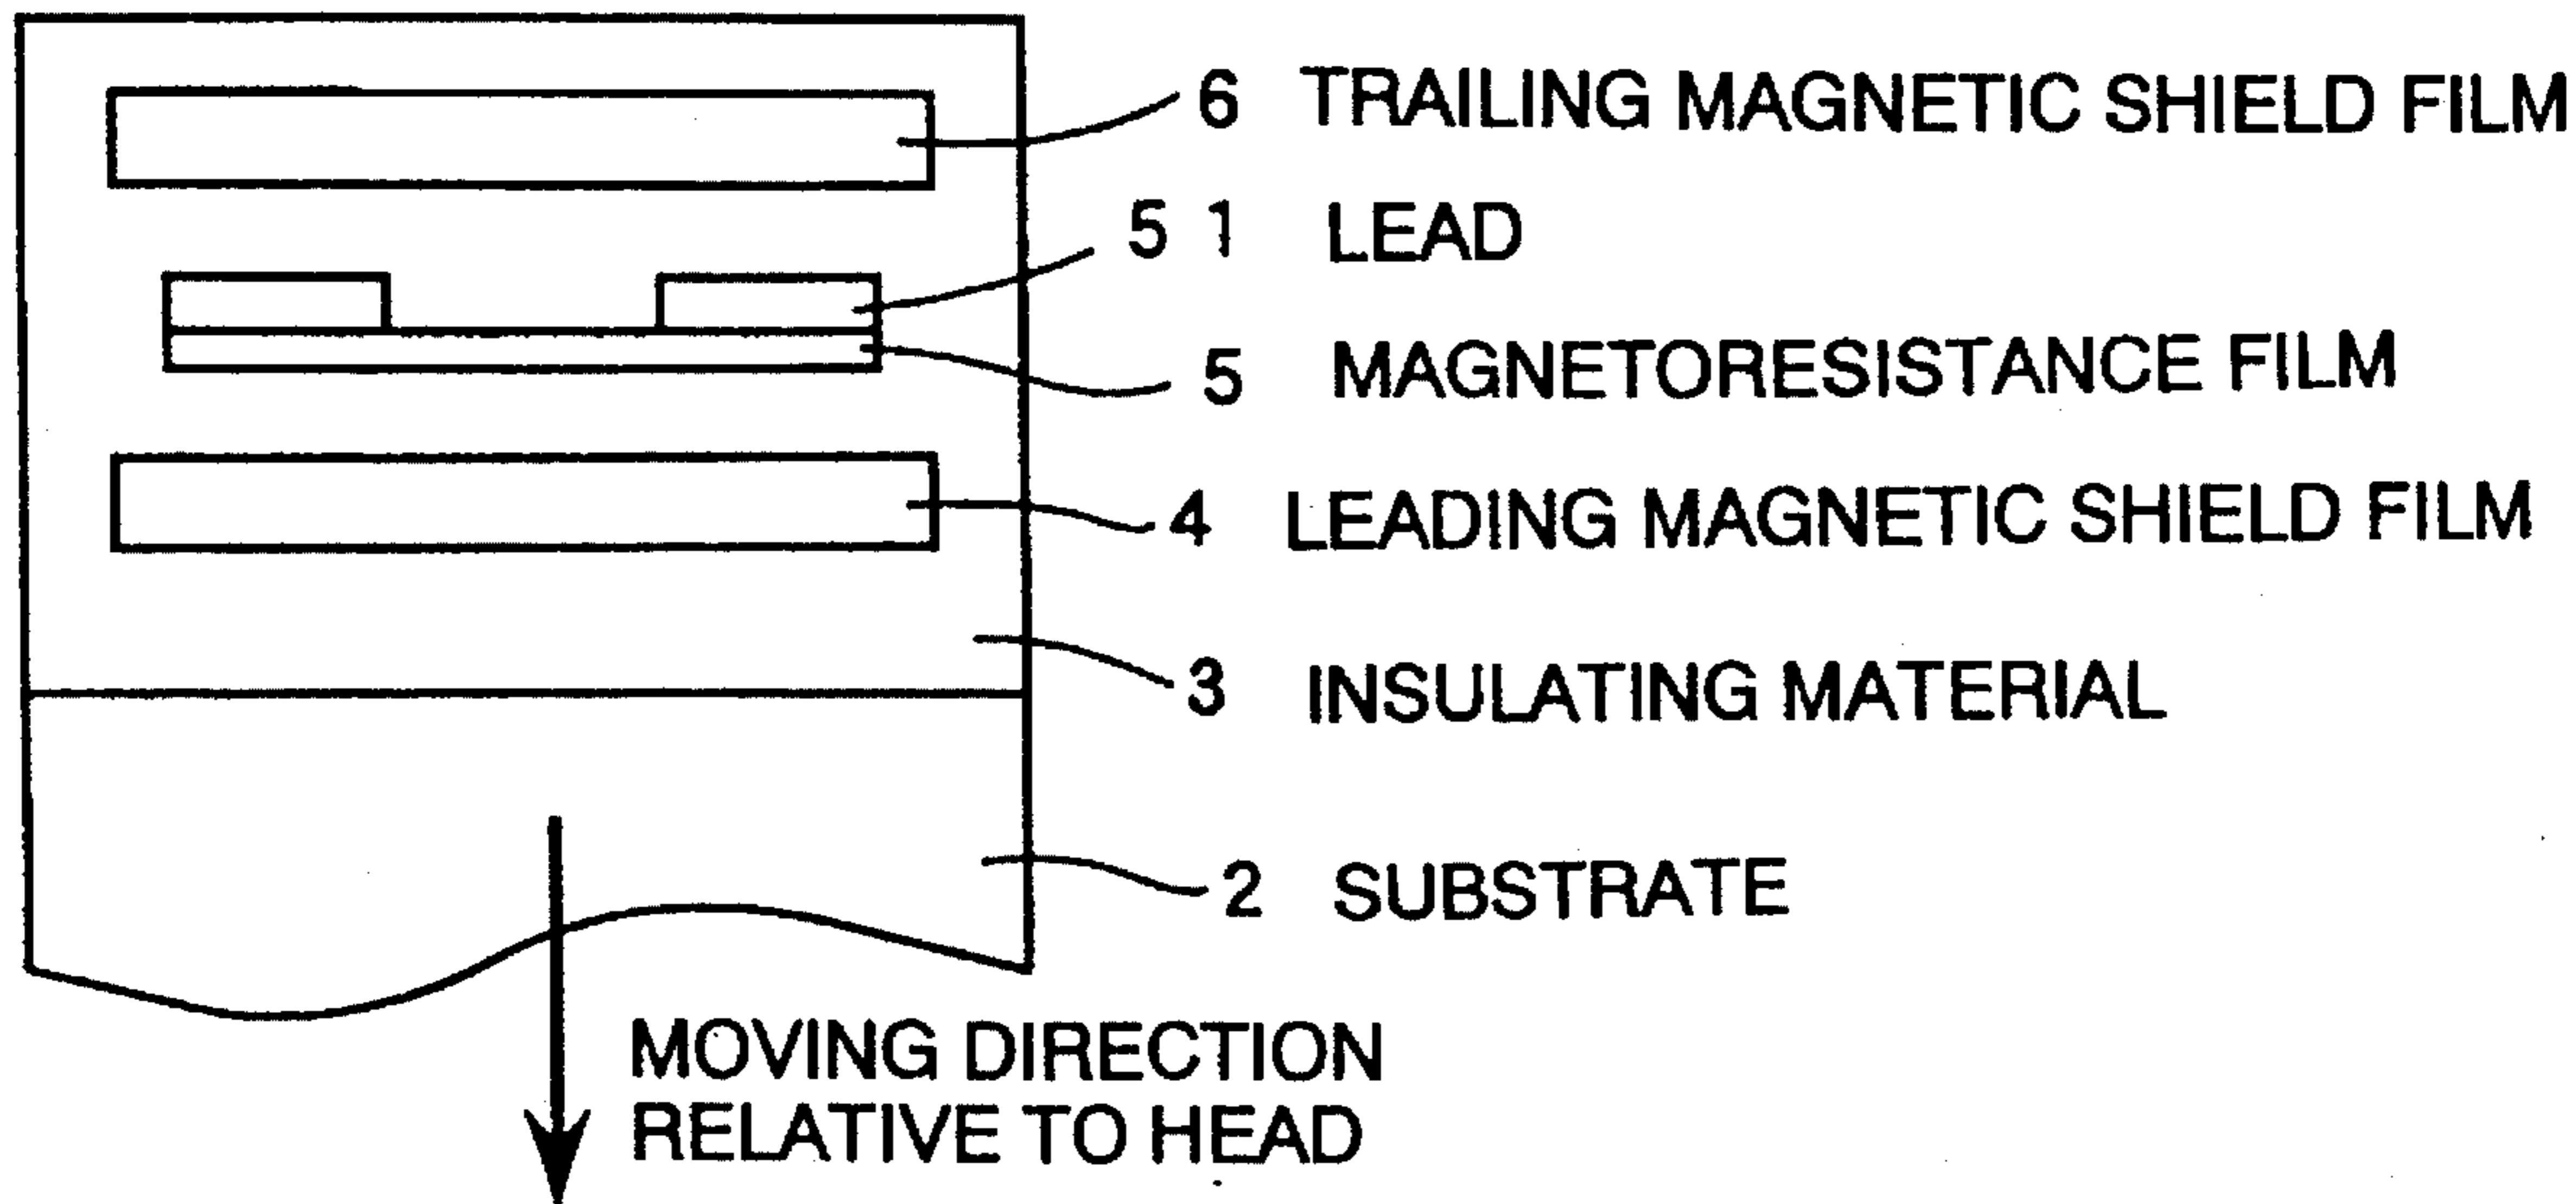 6 TRAILING MAGNETIC SHIELD FILM
5 1 LEAD
5 MAGNETORESISTANCE FILM
4 LEADING MAGNETIC SHIELD FILM
3 INSULATING MATERIAL
2 SUBSTRATE
MOVING DIRECTION
RELATIVE TO HEAD